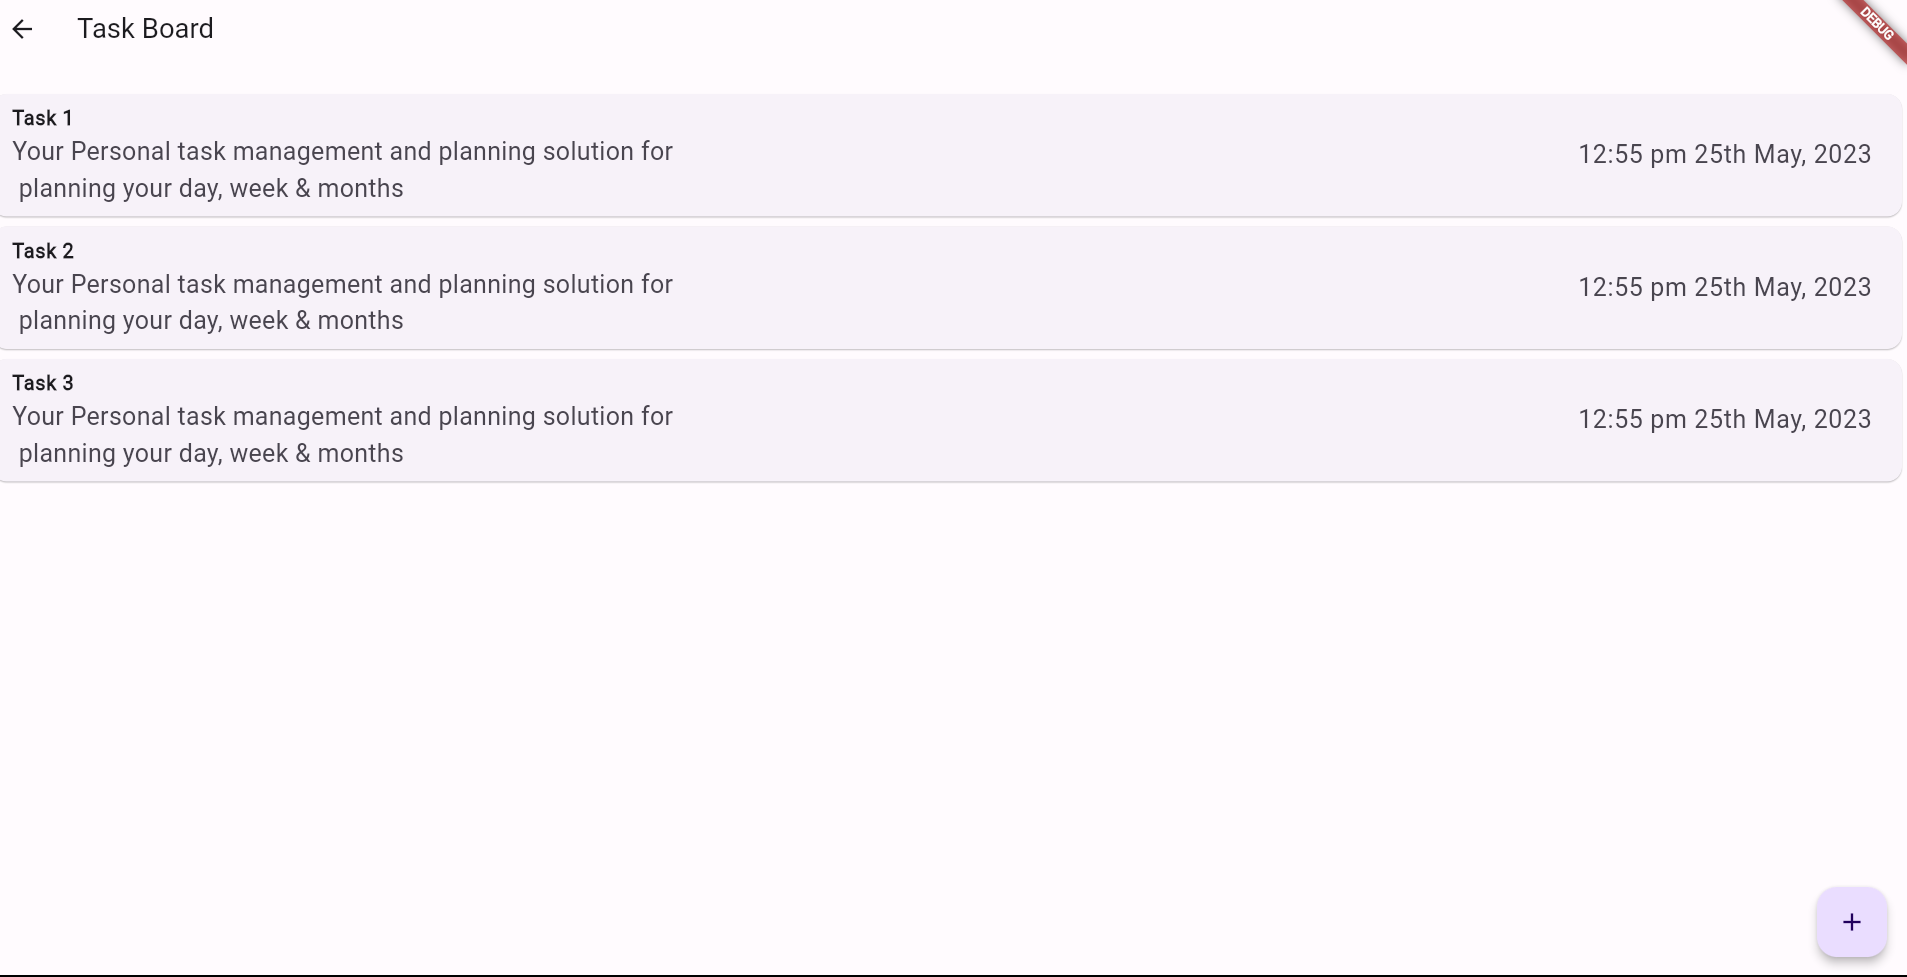 Task Board
DEBUG
Task 1
Your Personal task management and planning solution for
planning your day, week & months
12:55 pm 25th May, 2023
Task 2
Your Personal task management and planning solution for
planning your day, week & months
12:55 pm 25th May, 2023
Task 3
Your Personal task management and planning solution for
planning your day, week & months
12:55 pm 25th May, 2023